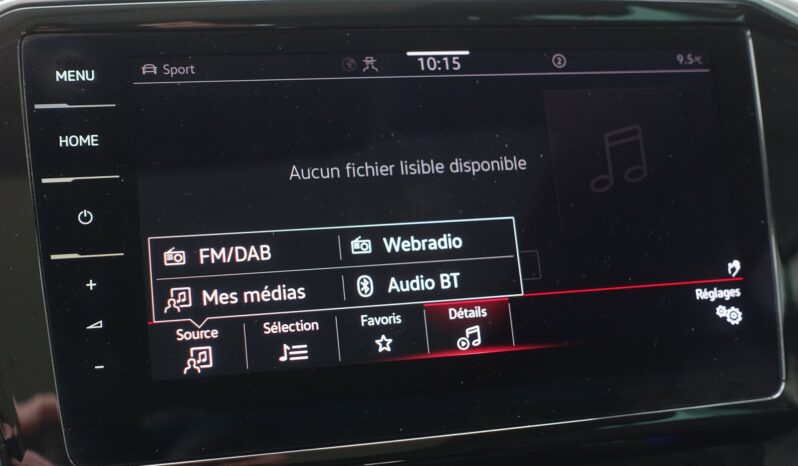 MENU
Sport 10:15 2 9.5°C
HOME
Aucun fichier lisible disponible
FM/DAB Webradio
Mes médias Audio BT
Source Sélection Favoris Détails Réglages
+
−